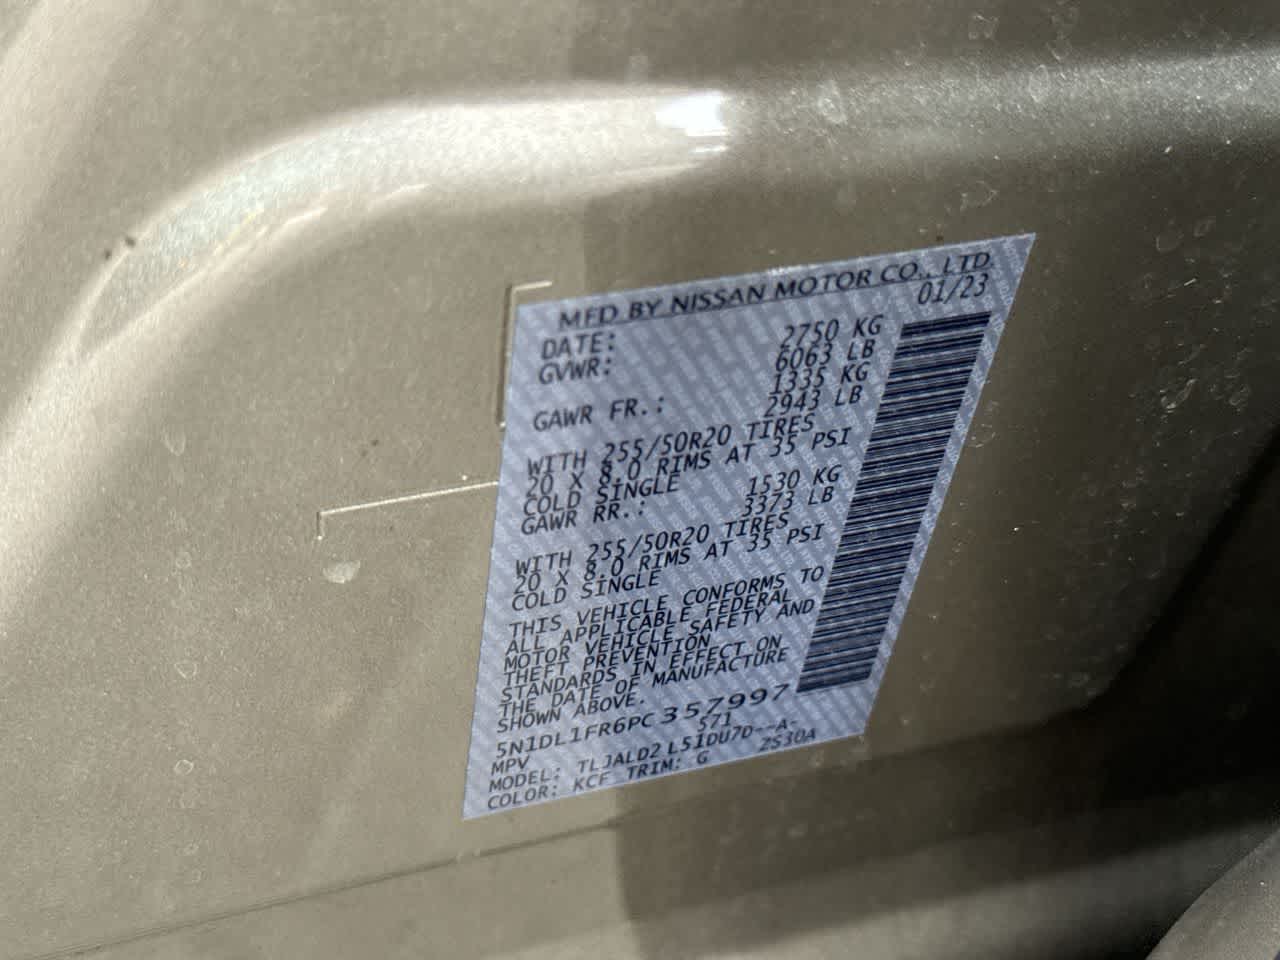 MFD BY NISSAN MOTOR CO., LTD.
DATE: 01/23
GVWR: 2750 KG
6063 LB
GAWR FR.: 1335 KG
2943 LB
WITH 255/50R20 TIRES
20 X 8.0 RIMS AT 35 PSI
COLD SINGLE
GAWR RR.: 1530 KG
3373 LB
WITH 255/50R20 TIRES
20 X 8.0 RIMS AT 35 PSI
COLD SINGLE
THIS VEHICLE CONFORMS TO
ALL APPLICABLE FEDERAL
MOTOR VEHICLE SAFETY AND
THEFT PREVENTION
STANDARDS IN EFFECT ON
THE DATE OF MANUFACTURE
SHOWN ABOVE.
5N1DL1FR6PC357997
MPV 571
MODEL: TLJALD2 L51DU7D--A-
COLOR: KCF TRIM: G ZS30A